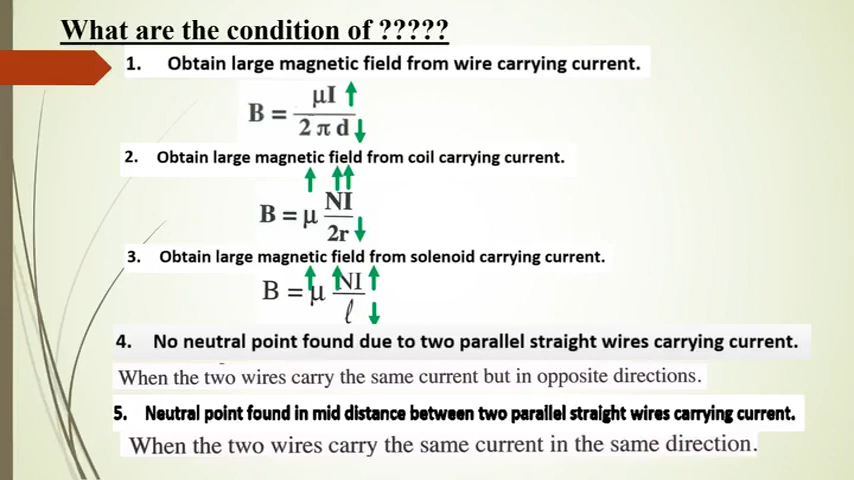 What are the condition of ?????
1. Obtain large magnetic field from wire carrying current.
B = μI / 2 π d
2. Obtain large magnetic field from coil carrying current.
B = μ NI / 2r
3. Obtain large magnetic field from solenoid carrying current.
B = μ NI / ℓ
4. No neutral point found due to two parallel straight wires carrying current.
When the two wires carry the same current but in opposite directions.
5. Neutral point found in mid distance between two parallel straight wires carrying current.
When the two wires carry the same current in the same direction.